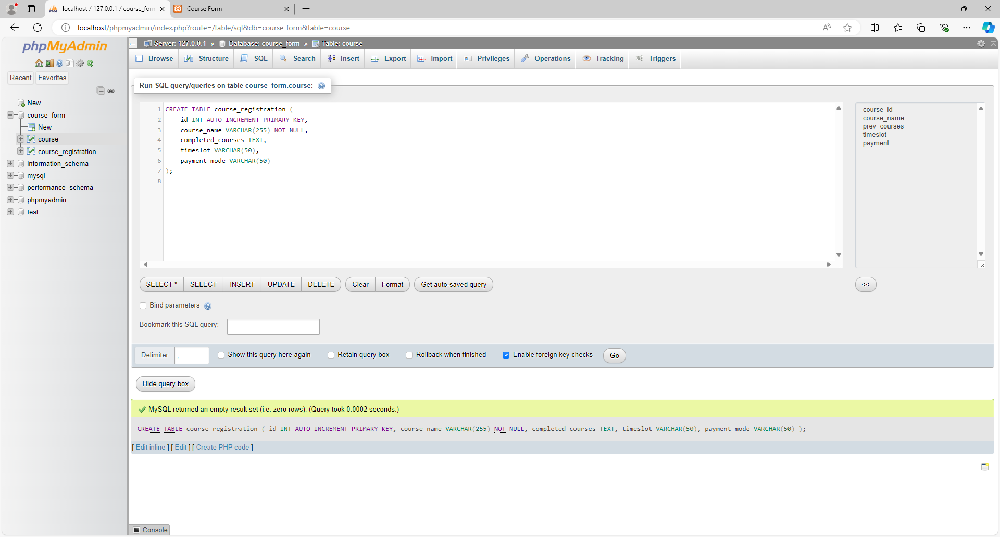 localhost / 127.0.0.1 / course_form
Course Form
localhost/phpmyadmin/index.php?route=/table/sql&db=course_form&table=course
phpMyAdmin
Server: 127.0.0.1 » Database: course_form » Table: course
Browse Structure SQL Search Insert Export Import Privileges Operations Tracking Triggers
Recent Favorites
New
course_form
New
course
course_registration
information_schema
mysql
performance_schema
phpmyadmin
test
Run SQL query/queries on table course_form.course:
1 CREATE TABLE course_registration (
2 id INT AUTO_INCREMENT PRIMARY KEY,
3 course_name VARCHAR(255) NOT NULL,
4 completed_courses TEXT,
5 timeslot VARCHAR(50),
6 payment_mode VARCHAR(50)
7 );
8
course_id
course_name
prev_courses
timeslot
payment
SELECT * SELECT INSERT UPDATE DELETE Clear Format Get auto-saved query <<
Bind parameters
Bookmark this SQL query:
Delimiter ; Show this query here again Retain query box Rollback when finished Enable foreign key checks Go
Hide query box
MySQL returned an empty result set (i.e. zero rows). (Query took 0.0002 seconds.)
CREATE TABLE course_registration ( id INT AUTO_INCREMENT PRIMARY KEY, course_name VARCHAR(255) NOT NULL, completed_courses TEXT, timeslot VARCHAR(50), payment_mode VARCHAR(50) );
[ Edit inline ] [ Edit ] [ Create PHP code ]
Console